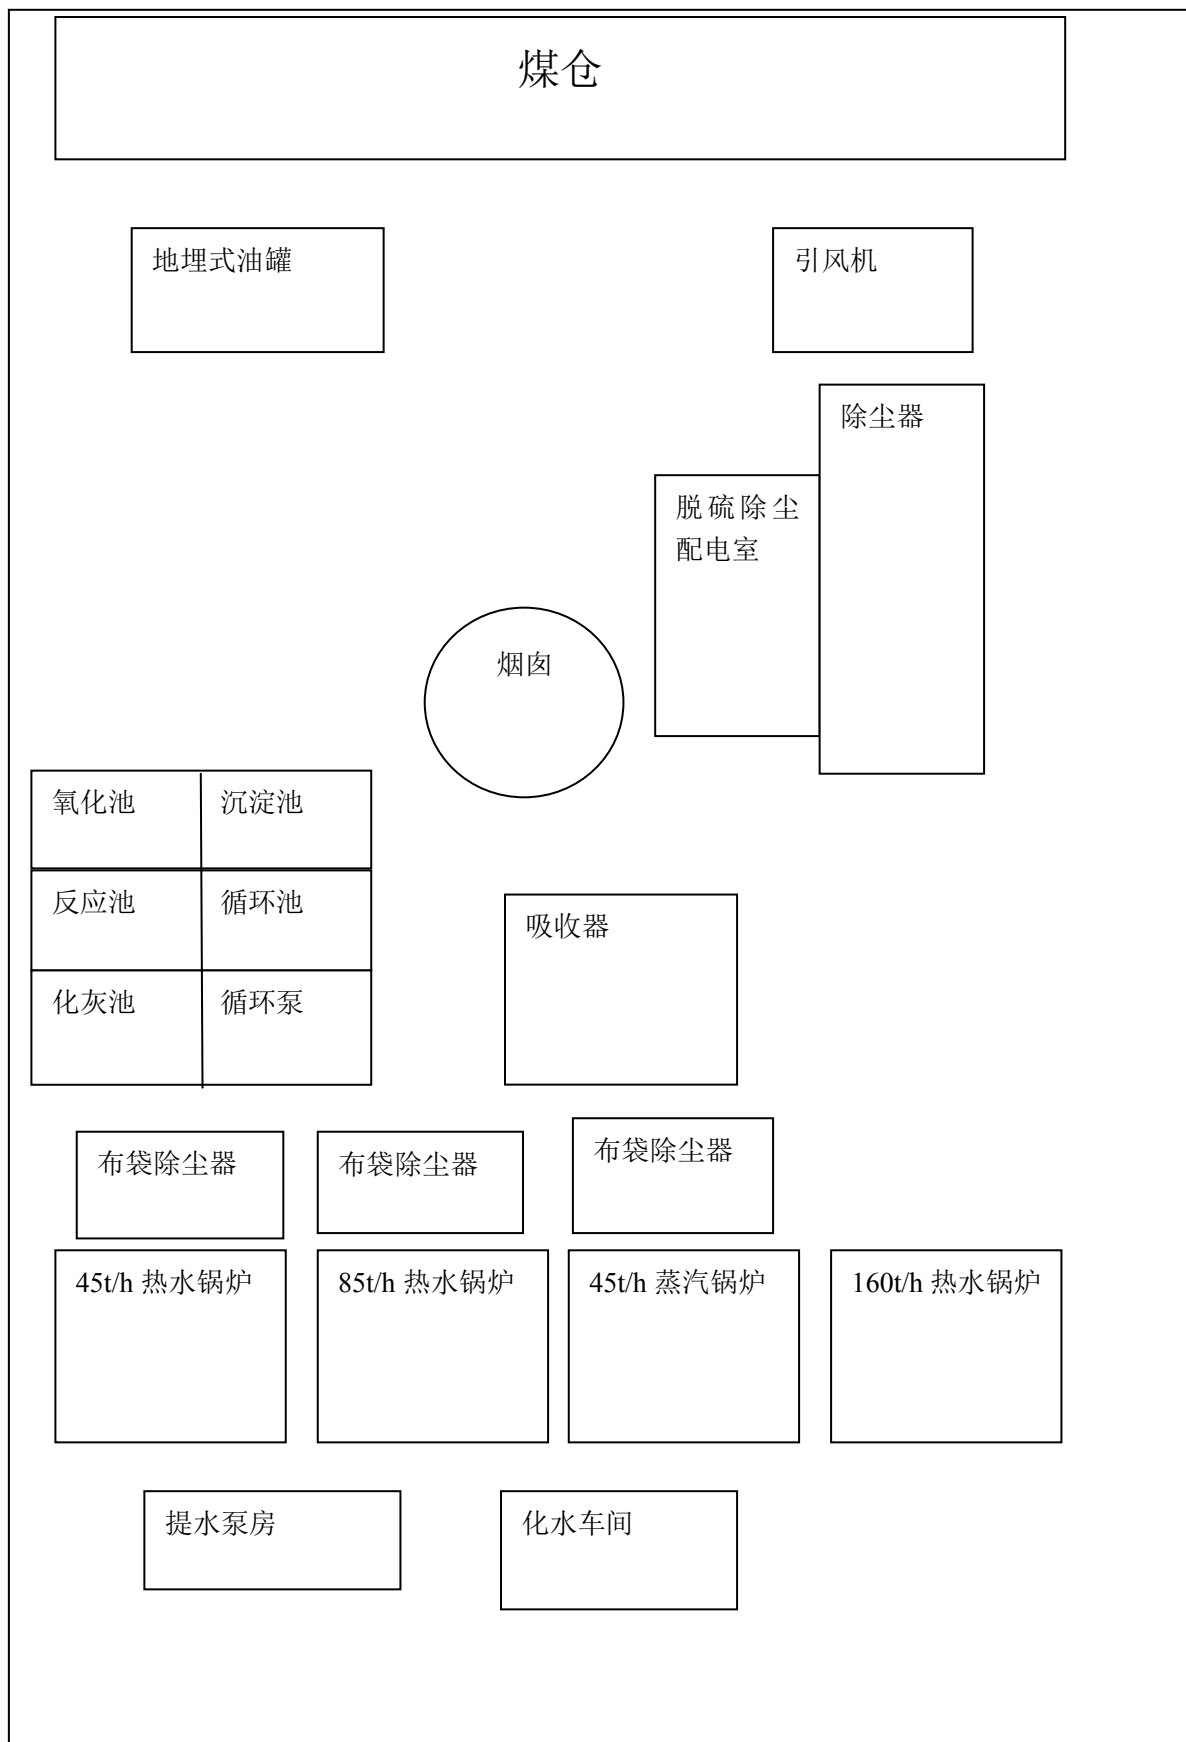 煤仓
地埋式油罐
引风机
除尘器
脱硫除尘
配电室
烟囱
氧化池
沉淀池
反应池
循环池
吸收器
化灰池
循环泵
布袋除尘器
布袋除尘器
布袋除尘器
45t/h 热水锅炉
85t/h 热水锅炉
45t/h 蒸汽锅炉
160t/h 热水锅炉
提水泵房
化水车间